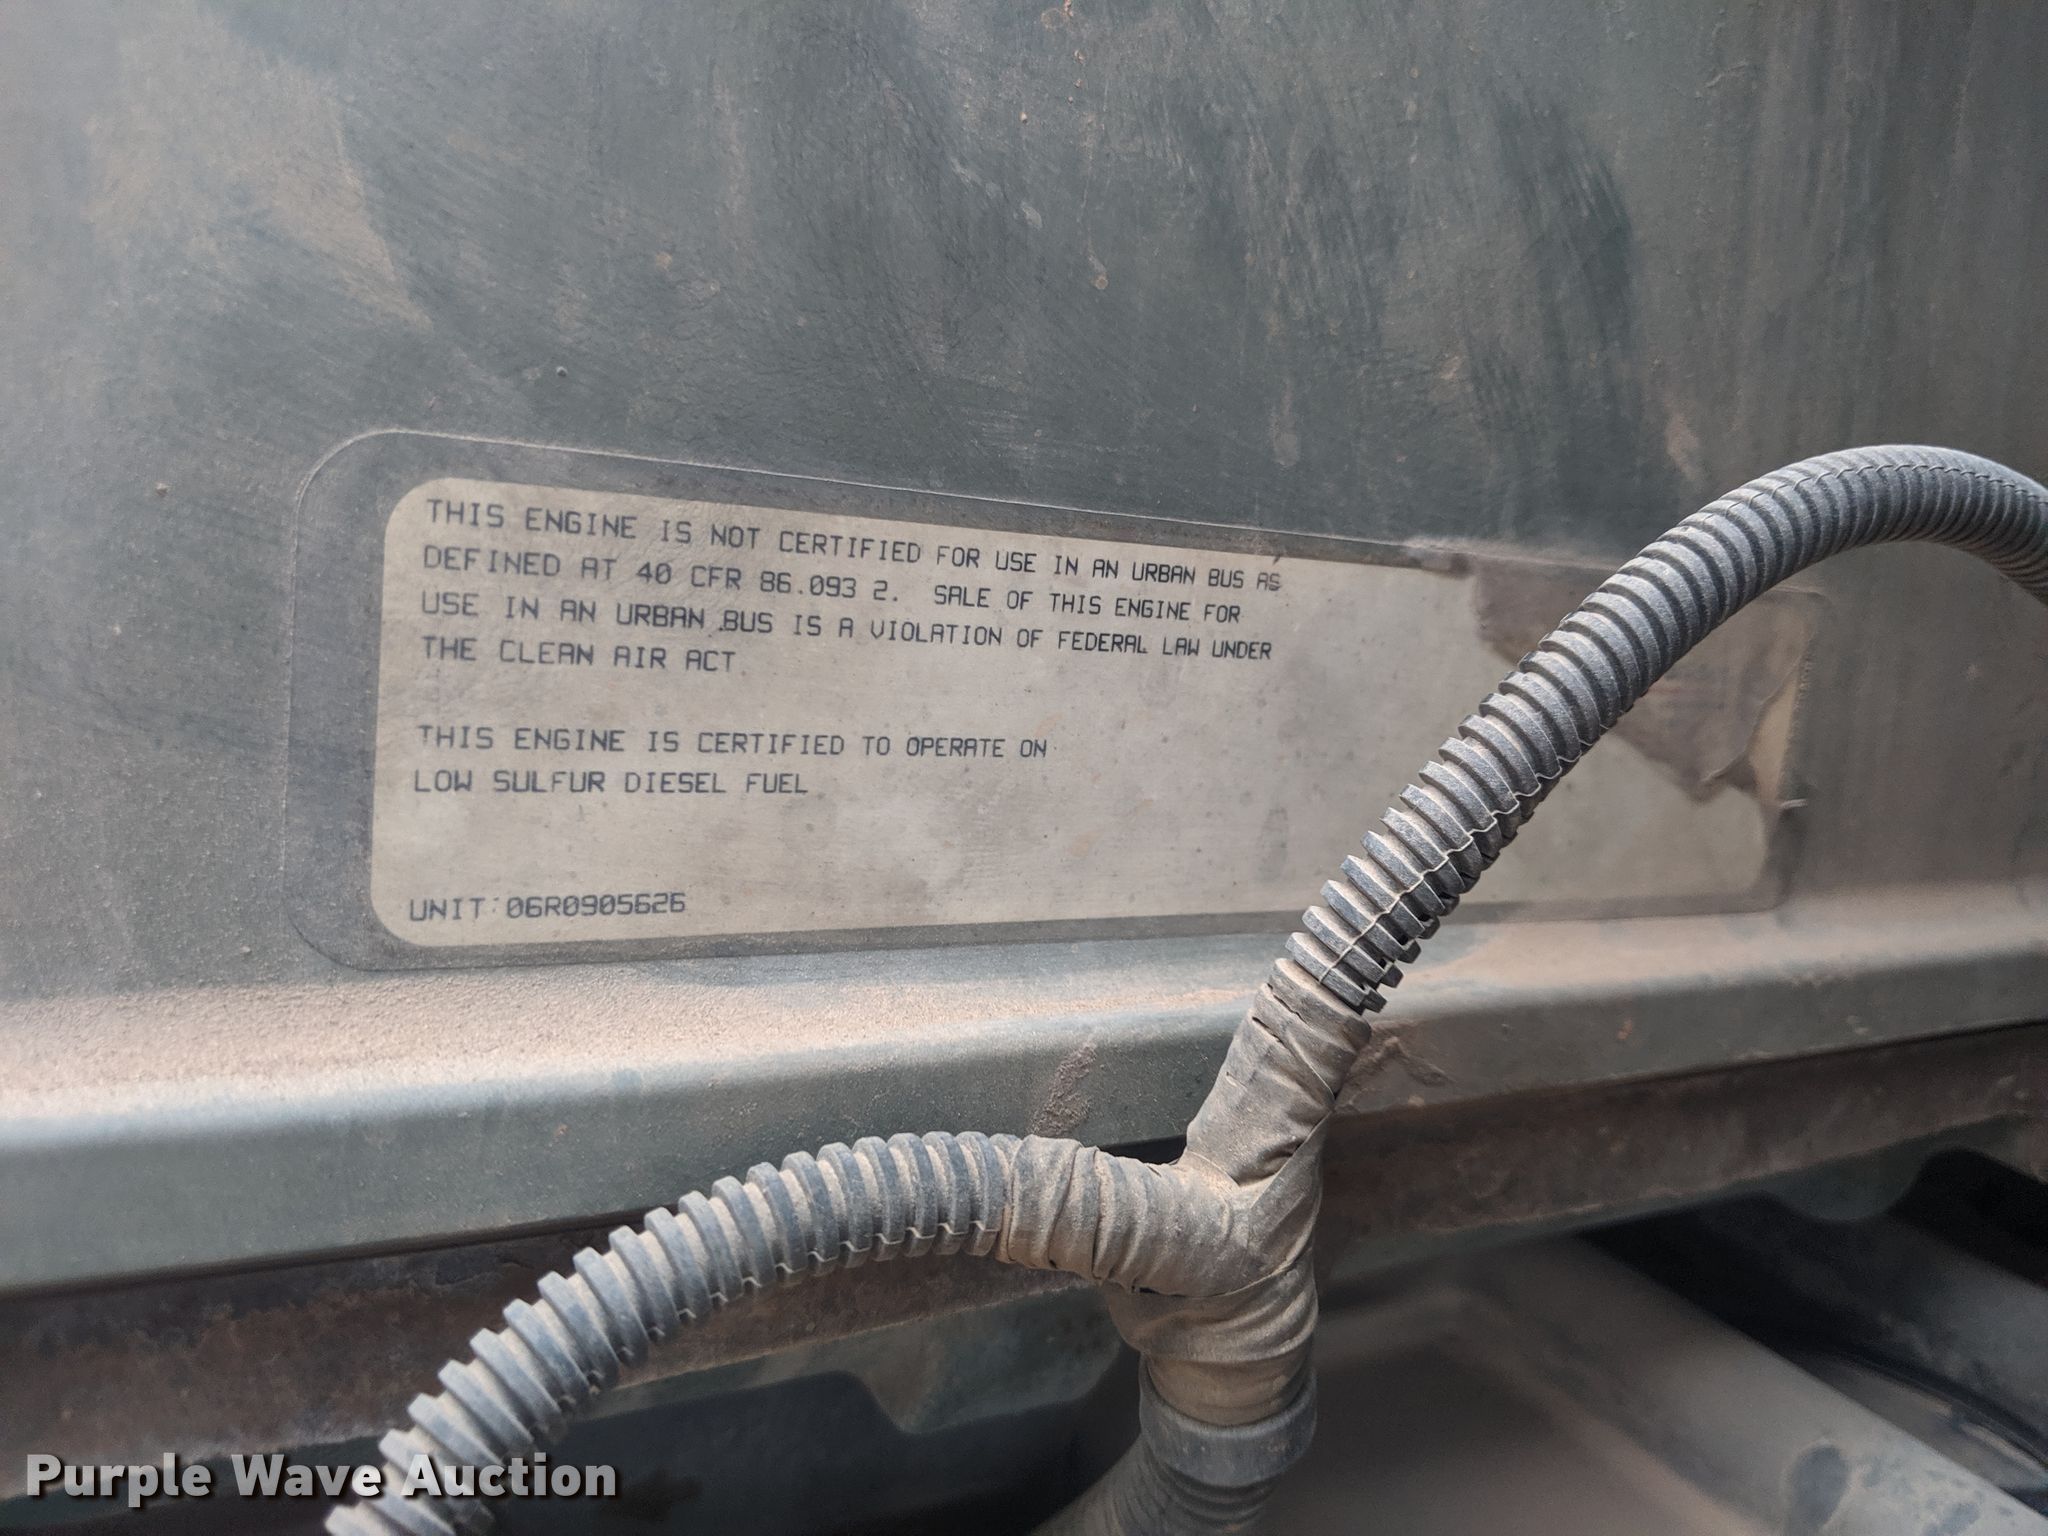 THIS ENGINE IS NOT CERTIFIED FOR USE IN AN URBAN BUS AS
DEFINED AT 40 CFR 86.093 2. SALE OF THIS ENGINE FOR
USE IN AN URBAN BUS IS A VIOLATION OF FEDERAL LAW UNDER
THE CLEAN AIR ACT
THIS ENGINE IS CERTIFIED TO OPERATE ON
LOW SULFUR DIESEL FUEL
UNIT:06R0905626
Purple Wave Auction